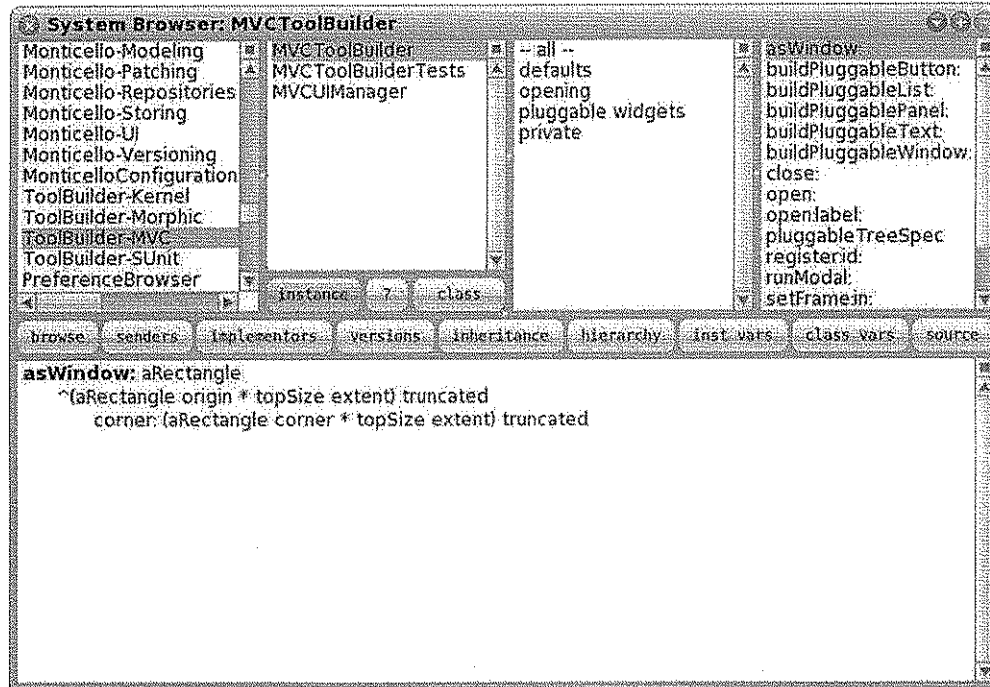 System Browser: MVCToolBuilder
Monticello-Modeling
Monticello-Patching
Monticello-Repositories
Monticello-Storing
Monticello-UI
Monticello-Versioning
MonticelloConfiguration
ToolBuilder-Kernel
ToolBuilder-Morphic
ToolBuilder-MVC
ToolBuilder-SUnit
PreferenceBrowser
MVCToolBuilder
MVCToolBuilderTests
MVCUIManager
instance ? class
-- all --
defaults
opening
pluggable widgets
private
asWindow:
buildPluggableButton:
buildPluggableList:
buildPluggablePanel:
buildPluggableText:
buildPluggableWindow:
close:
open:
open:label:
pluggableTreeSpec
register:id:
runModal:
setFrame:in:
browse senders implementors versions inheritance hierarchy inst vars class vars source
asWindow: aRectangle
^(aRectangle origin * topSize extent) truncated
corner: (aRectangle corner * topSize extent) truncated